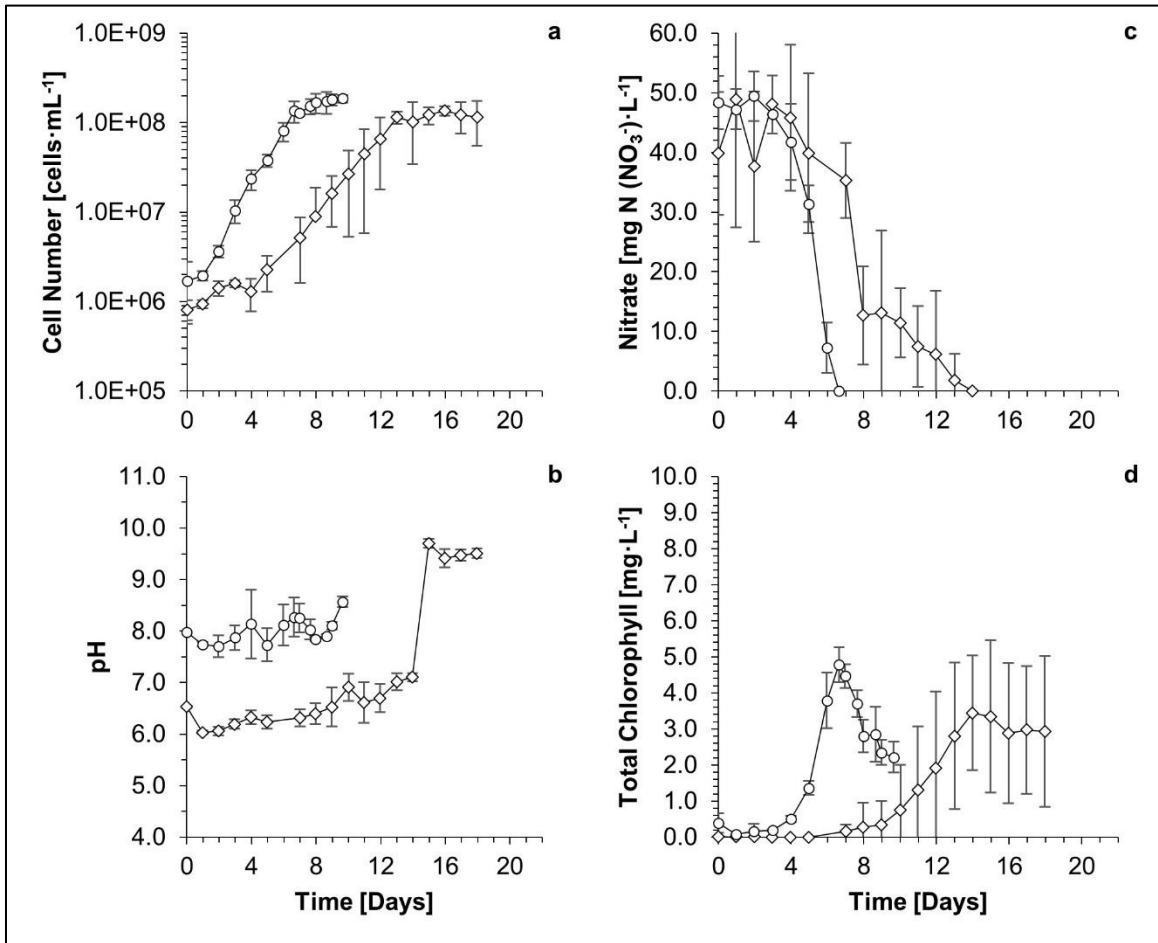 a
Cell Number [cells·mL-1]
1.0E+09
1.0E+08
1.0E+07
1.0E+06
1.0E+05
0 4 8 12 16 20
c
Nitrate [mg N (NO3-)·L-1]
60.0
50.0
40.0
30.0
20.0
10.0
0.0
0 4 8 12 16 20
b
pH
11.0
10.0
9.0
8.0
7.0
6.0
5.0
4.0
0 4 8 12 16 20
Time [Days]
d
Total Chlorophyll [mg·L-1]
10.0
9.0
8.0
7.0
6.0
5.0
4.0
3.0
2.0
1.0
0.0
0 4 8 12 16 20
Time [Days]